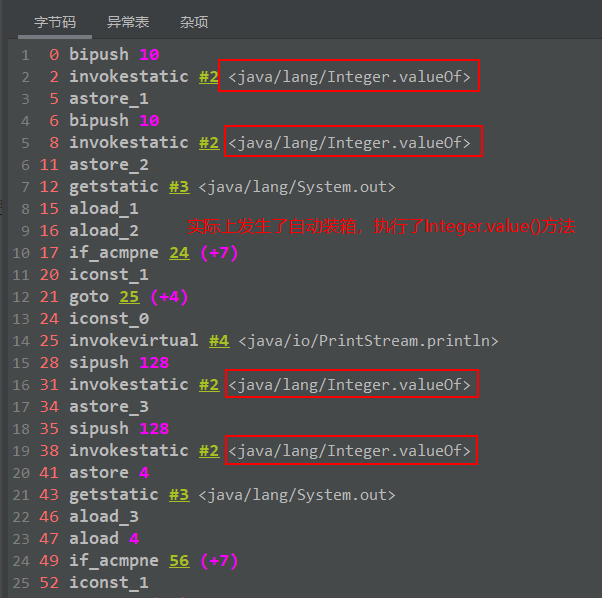 字节码 异常表 杂项
1 0 bipush 10
2 2 invokestatic #2 <java/lang/Integer.valueOf>
3 5 astore_1
4 6 bipush 10
5 8 invokestatic #2 <java/lang/Integer.valueOf>
6 11 astore_2
7 12 getstatic #3 <java/lang/System.out>
8 15 aload_1
9 16 aload_2
实际上发生了自动装箱，执行了Integer.value()方法
10 17 if_acmpne 24 (+7)
11 20 iconst_1
12 21 goto 25 (+4)
13 24 iconst_0
14 25 invokevirtual #4 <java/io/PrintStream.println>
15 28 sipush 128
16 31 invokestatic #2 <java/lang/Integer.valueOf>
17 34 astore_3
18 35 sipush 128
19 38 invokestatic #2 <java/lang/Integer.valueOf>
20 41 astore 4
21 43 getstatic #3 <java/lang/System.out>
22 46 aload_3
23 47 aload 4
24 49 if_acmpne 56 (+7)
25 52 iconst_1